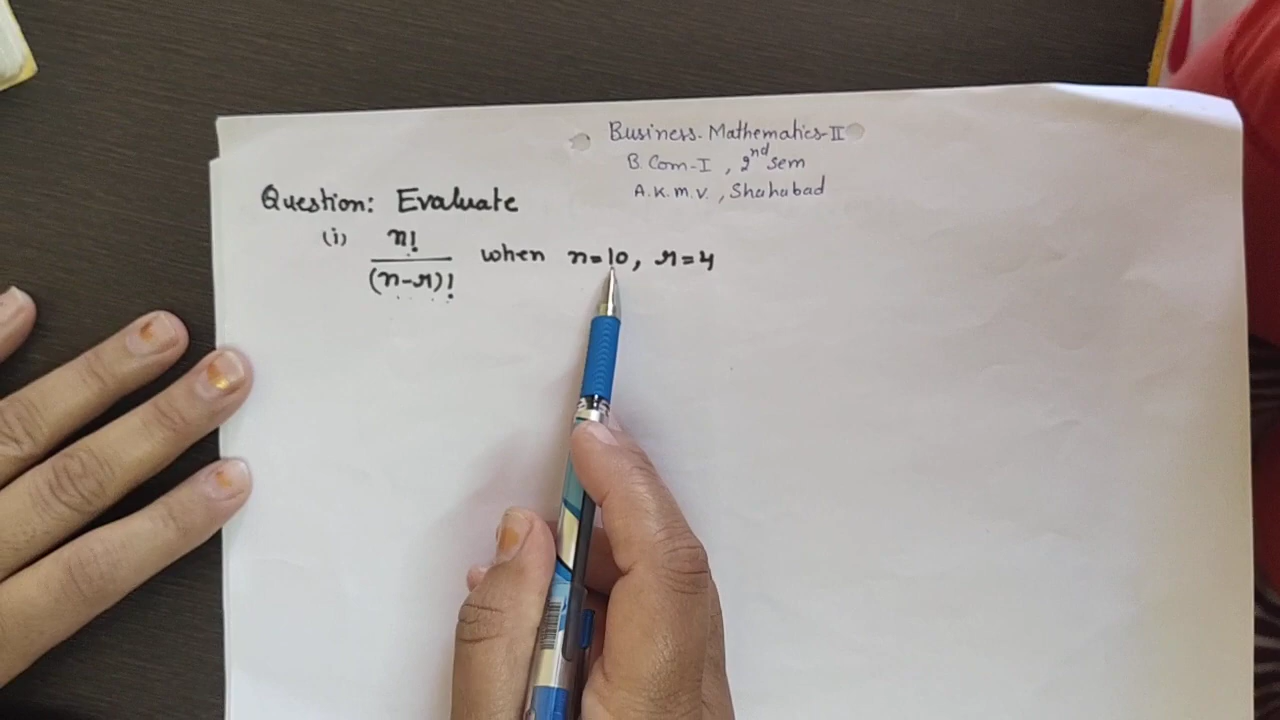 Business-Mathematics-II
B.Com-I, 2nd sem
A.K.M.V., Shahabad
Question: Evaluate
(i) n!/(n-r)! when n=10, r=4